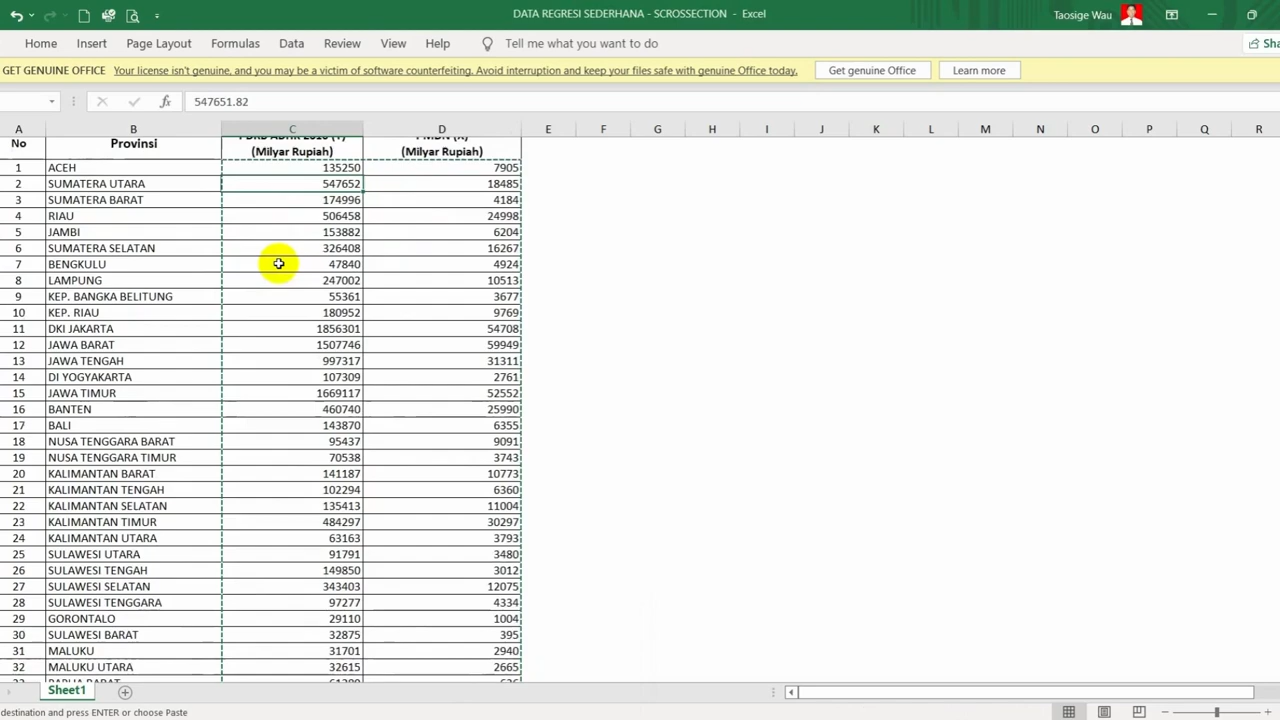 DATA REGRESI SEDERHANA - SCROSSECTION - Excel
Taosige Wau
Home Insert Page Layout Formulas Data Review View Help Tell me what you want to do
GET GENUINE OFFICE Your license isn't genuine, and you may be a victim of software counterfeiting. Avoid interruption and keep your files safe with genuine Office today. Get genuine Office Learn more
fx 547651.82
A B C D E F G H I J K L M N O P Q R
No Provinsi (Milyar Rupiah) (Milyar Rupiah)
1 ACEH 135250 7905
2 SUMATERA UTARA 547652 18485
3 SUMATERA BARAT 174996 4184
4 RIAU 506458 24998
5 JAMBI 153882 6204
6 SUMATERA SELATAN 326408 16267
7 BENGKULU 47840 4924
8 LAMPUNG 247002 10513
9 KEP. BANGKA BELITUNG 55361 3677
10 KEP. RIAU 180952 9769
11 DKI JAKARTA 1856301 54708
12 JAWA BARAT 1507746 59949
13 JAWA TENGAH 997317 31311
14 DI YOGYAKARTA 107309 2761
15 JAWA TIMUR 1669117 52552
16 BANTEN 460740 25990
17 BALI 143870 6355
18 NUSA TENGGARA BARAT 95437 9091
19 NUSA TENGGARA TIMUR 70538 3743
20 KALIMANTAN BARAT 141187 10773
21 KALIMANTAN TENGAH 102294 6360
22 KALIMANTAN SELATAN 135413 11004
23 KALIMANTAN TIMUR 484297 30297
24 KALIMANTAN UTARA 63163 3793
25 SULAWESI UTARA 91791 3480
26 SULAWESI TENGAH 149850 3012
27 SULAWESI SELATAN 343403 12075
28 SULAWESI TENGGARA 97277 4334
29 GORONTALO 29110 1004
30 SULAWESI BARAT 32875 395
31 MALUKU 31701 2940
32 MALUKU UTARA 32615 2665
Sheet1
destination and press ENTER or choose Paste